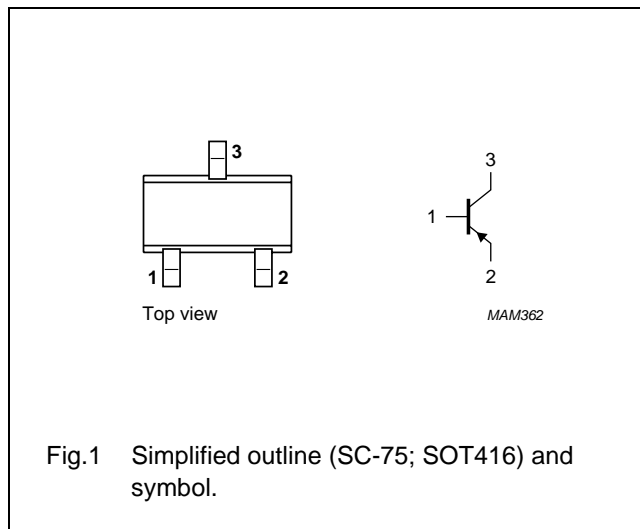 3
1
2
Top view
3
1
2
MAM362
Fig.1 Simplified outline (SC-75; SOT416) and
symbol.